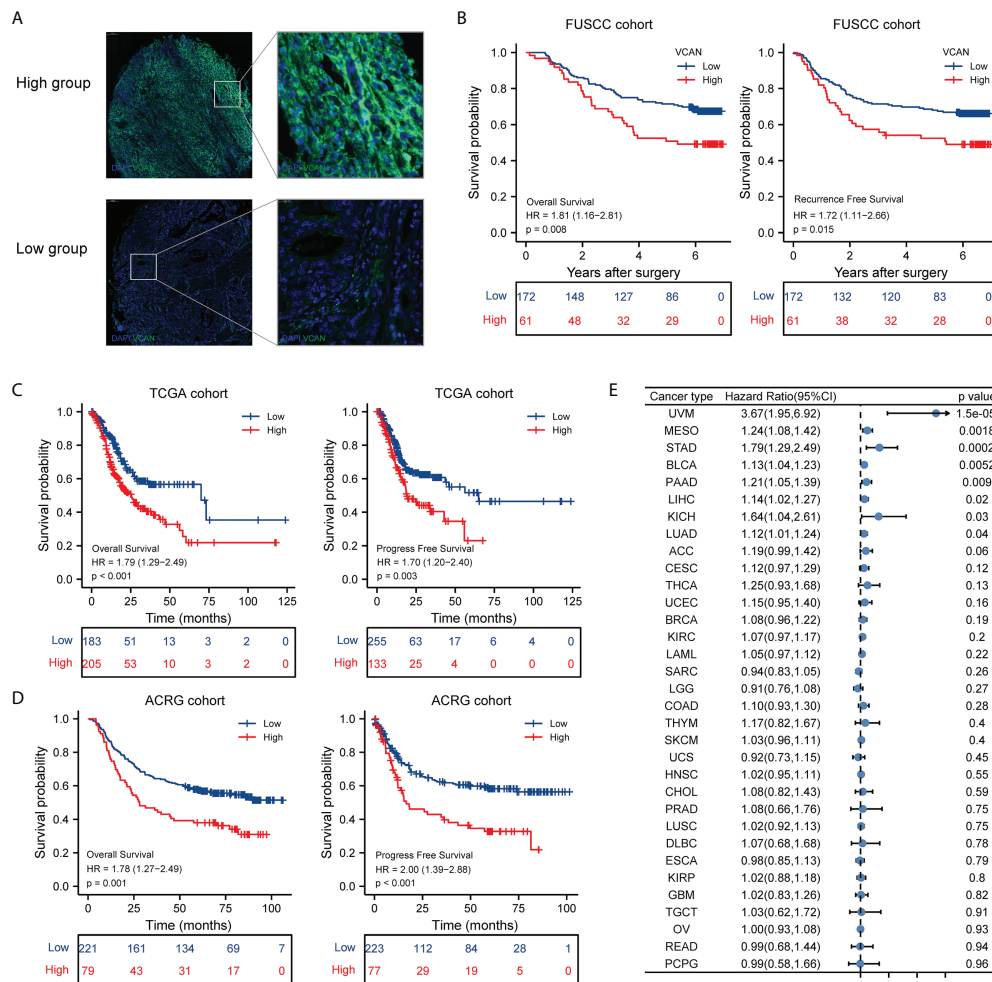 A
High group
DAPI VCAN
DAPI VCAN
Low group
DAPI VCAN
DAPI VCAN
B
FUSCC cohort
Survival probability
1.0
0.8
0.6
0.4
0.2
0.0
VCAN
Low
High
Overall Survival
HR = 1.81 (1.16−2.81)
p = 0.008
0 2 4 6
Years after surgery
Low 172 148 127 86 0
High 61 48 32 29 0
FUSCC cohort
Survival probability
1.0
0.8
0.6
0.4
0.2
0.0
VCAN
Low
High
Recurrence Free Survival
HR = 1.72 (1.11−2.66)
p = 0.015
0 2 4 6
Years after surgery
Low 172 132 120 83 0
High 61 38 32 28 0
C
TCGA cohort
Survival probability
1.0
0.8
0.6
0.4
0.2
0.0
Low
High
Overall Survival
HR = 1.79 (1.29−2.49)
p < 0.001
0 25 50 75 100 125
Time (months)
Low 183 51 13 3 2 0
High 205 53 10 3 2 0
TCGA cohort
Survival probability
1.0
0.8
0.6
0.4
0.2
0.0
Low
High
Progress Free Survival
HR = 1.70 (1.20−2.40)
p = 0.003
0 25 50 75 100 125
Time (months)
Low 255 63 17 6 4 0
High 133 25 4 0 0 0
D
ACRG cohort
Survival probability
1.0
0.8
0.6
0.4
0.2
0.0
Low
High
Overall Survival
HR = 1.78 (1.27−2.49)
p = 0.001
0 25 50 75 100
Time (months)
Low 221 161 134 69 7
High 79 43 31 17 0
ACRG cohort
Survival probability
1.0
0.8
0.6
0.4
0.2
0.0
Low
High
Progress Free Survival
HR = 2.00 (1.39−2.88)
p < 0.001
0 25 50 75 100
Time (months)
Low 223 112 84 28 1
High 77 29 19 5 0
E
Cancer type Hazard Ratio(95%CI) p value
UVM 3.67(1.95,6.92) 1.5e-05
MESO 1.24(1.08,1.42) 0.0018
STAD 1.79(1.29,2.49) 0.0002
BLCA 1.13(1.04,1.23) 0.0052
PAAD 1.21(1.05,1.39) 0.009
LIHC 1.14(1.02,1.27) 0.02
KICH 1.64(1.04,2.61) 0.03
LUAD 1.12(1.01,1.24) 0.04
ACC 1.19(0.99,1.42) 0.06
CESC 1.12(0.97,1.29) 0.12
THCA 1.25(0.93,1.68) 0.13
UCEC 1.15(0.95,1.40) 0.16
BRCA 1.08(0.96,1.22) 0.19
KIRC 1.07(0.97,1.17) 0.2
LAML 1.05(0.97,1.12) 0.22
SARC 0.94(0.83,1.05) 0.26
LGG 0.91(0.76,1.08) 0.27
COAD 1.10(0.93,1.30) 0.28
THYM 1.17(0.82,1.67) 0.4
SKCM 1.03(0.96,1.11) 0.4
UCS 0.92(0.73,1.15) 0.45
HNSC 1.02(0.95,1.11) 0.55
CHOL 1.08(0.82,1.43) 0.59
PRAD 1.08(0.66,1.76) 0.75
LUSC 1.02(0.92,1.13) 0.75
DLBC 1.07(0.68,1.68) 0.78
ESCA 0.98(0.85,1.13) 0.79
KIRP 1.02(0.88,1.18) 0.8
GBM 1.02(0.83,1.26) 0.82
TGCT 1.03(0.62,1.72) 0.91
OV 1.00(0.93,1.08) 0.93
READ 0.99(0.68,1.44) 0.94
PCPG 0.99(0.58,1.66) 0.96